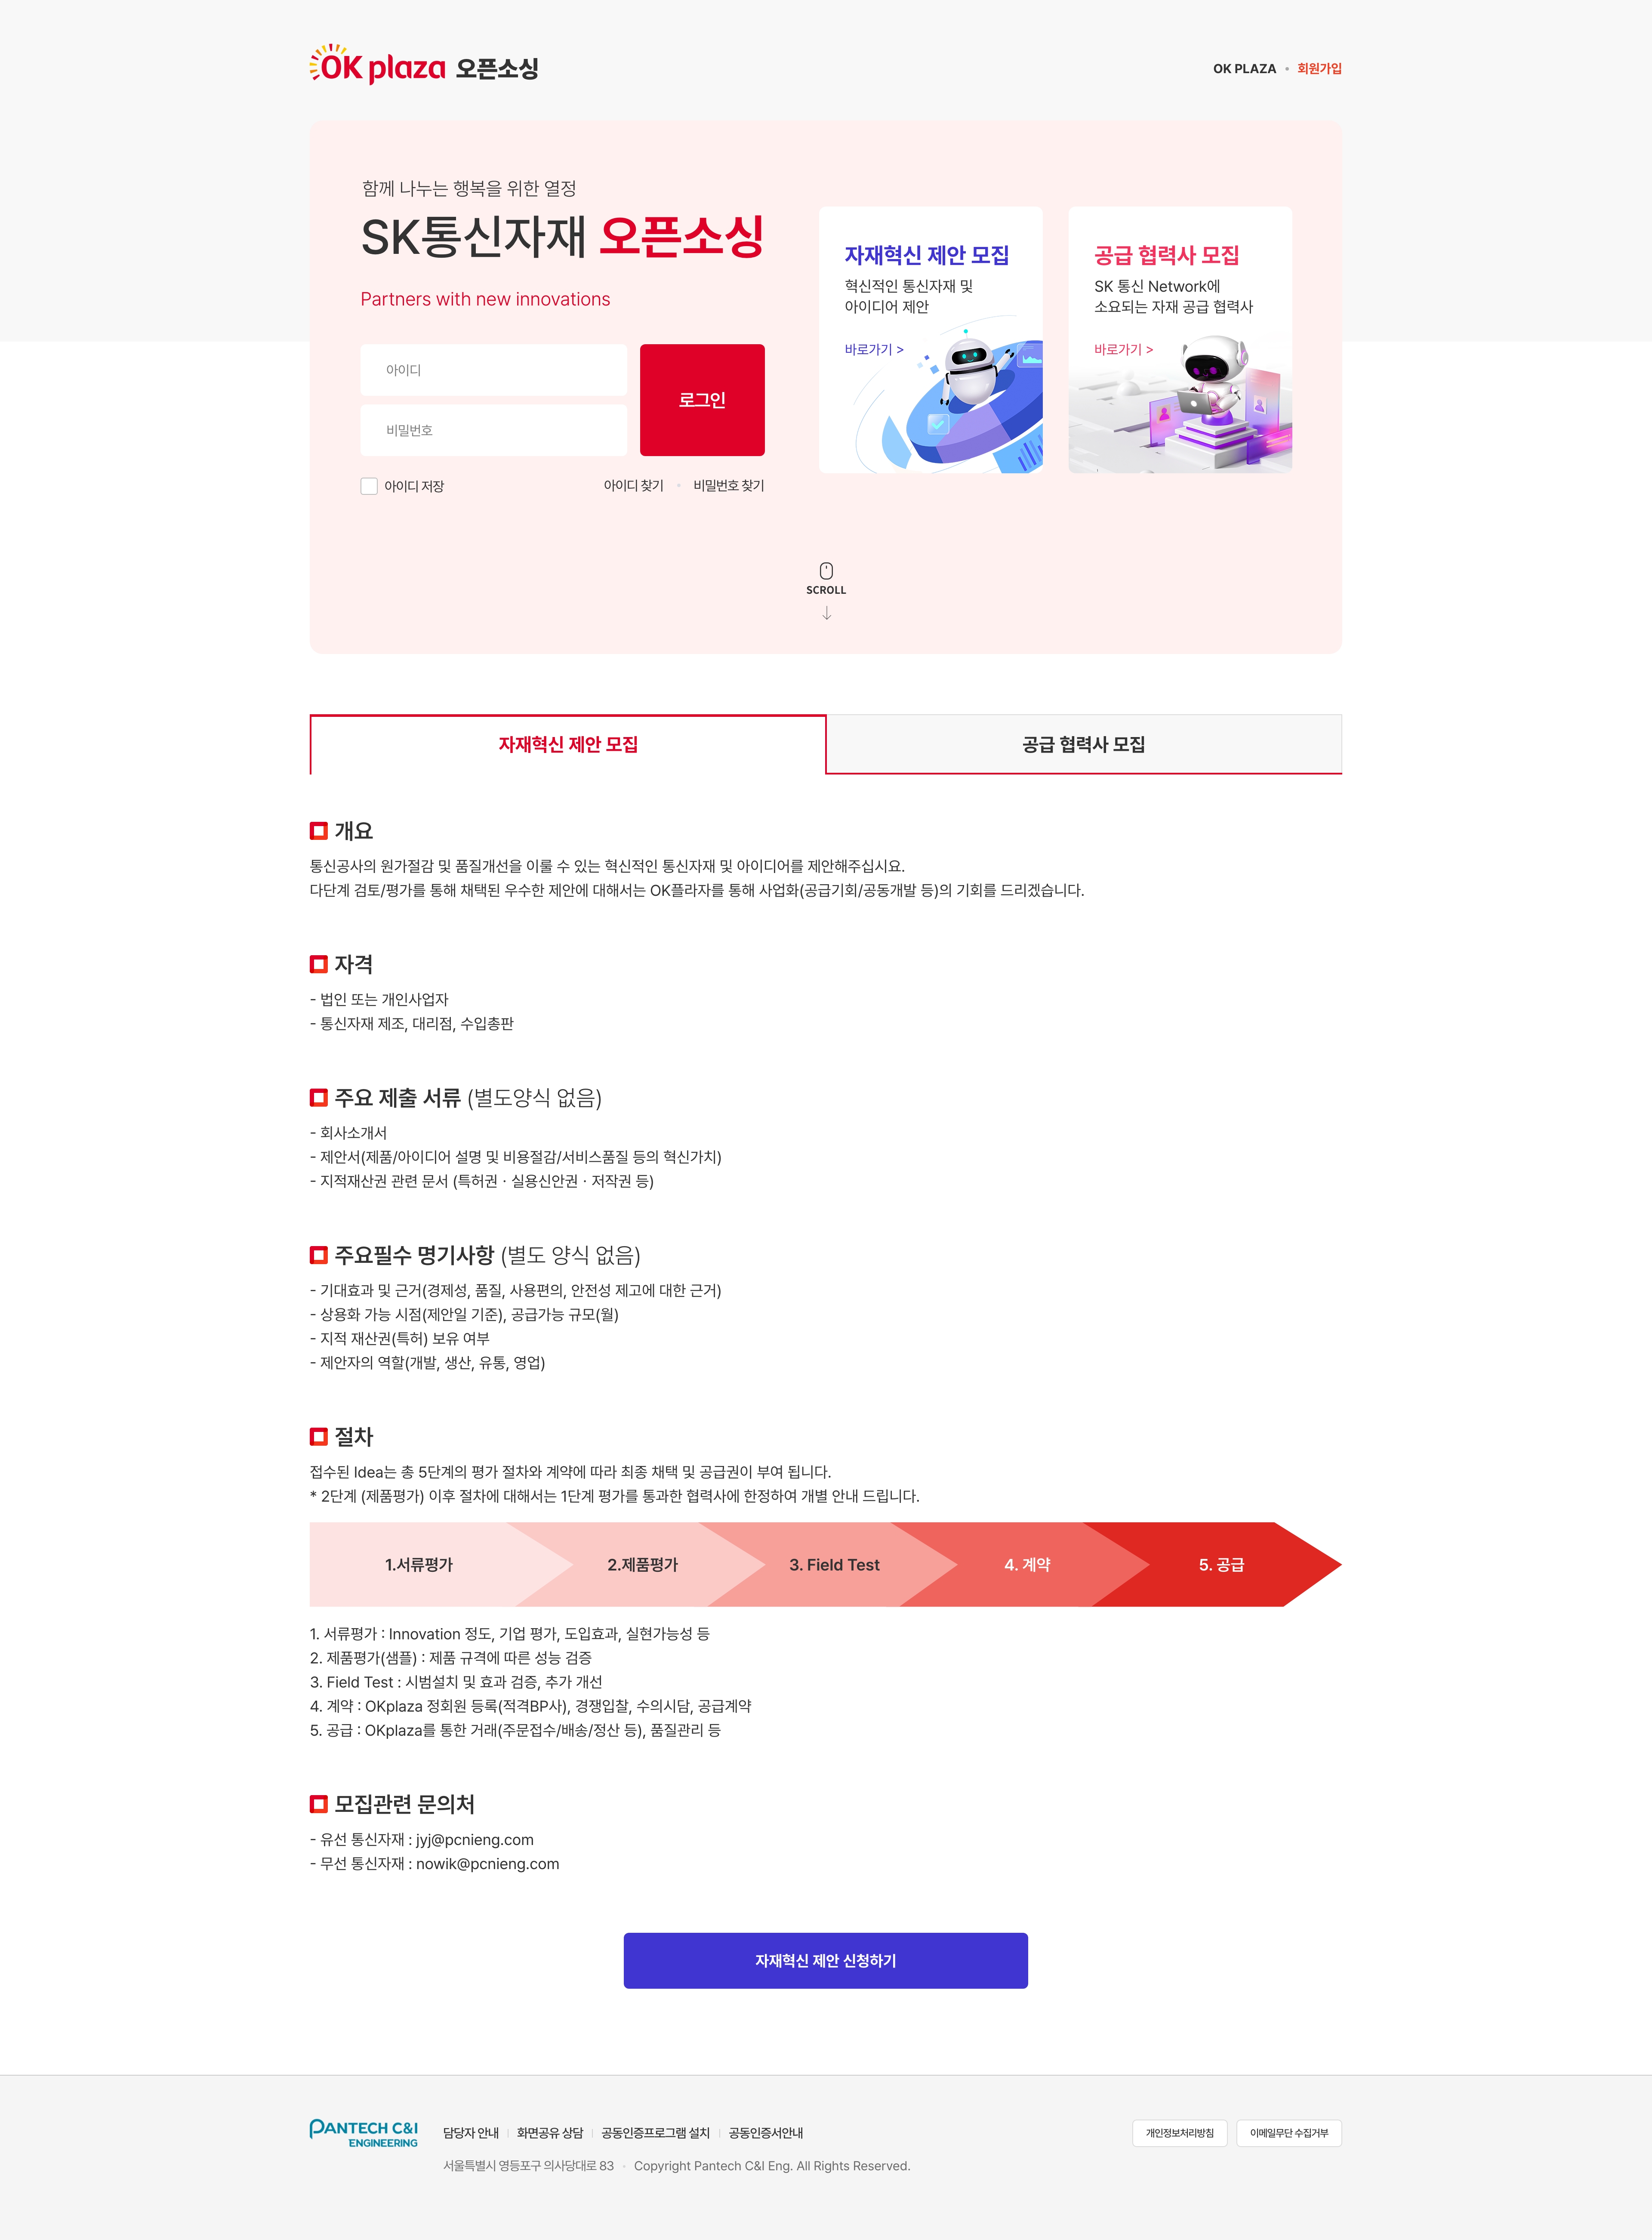 OK plaza 오픈소싱
OK PLAZA • 회원가입
함께 나누는 행복을 위한 열정
SK통신자재 오픈소싱
Partners with new innovations
아이디
비밀번호
로그인
아이디 저장
아이디 찾기 • 비밀번호 찾기
자재혁신 제안 모집
혁신적인 통신자재 및
아이디어 제안
바로가기 >
공급 협력사 모집
SK 통신 Network에
소요되는 자재 공급 협력사
바로가기 >
SCROLL
자재혁신 제안 모집
공급 협력사 모집
개요
통신공사의 원가절감 및 품질개선을 이룰 수 있는 혁신적인 통신자재 및 아이디어를 제안해주십시요.
다단계 검토/평가를 통해 채택된 우수한 제안에 대해서는 OK플라자를 통해 사업화(공급기회/공동개발 등)의 기회를 드리겠습니다.
자격
- 법인 또는 개인사업자
- 통신자재 제조, 대리점, 수입총판
주요 제출 서류 (별도양식 없음)
- 회사소개서
- 제안서(제품/아이디어 설명 및 비용절감/서비스품질 등의 혁신가치)
- 지적재산권 관련 문서 (특허권 · 실용신안권 · 저작권 등)
주요필수 명기사항 (별도 양식 없음)
- 기대효과 및 근거(경제성, 품질, 사용편의, 안전성 제고에 대한 근거)
- 상용화 가능 시점(제안일 기준), 공급가능 규모(월)
- 지적 재산권(특허) 보유 여부
- 제안자의 역할(개발, 생산, 유통, 영업)
절차
접수된 Idea는 총 5단계의 평가 절차와 계약에 따라 최종 채택 및 공급권이 부여 됩니다.
* 2단계 (제품평가) 이후 절차에 대해서는 1단계 평가를 통과한 협력사에 한정하여 개별 안내 드립니다.
1.서류평가
2.제품평가
3. Field Test
4. 계약
5. 공급
1. 서류평가 : Innovation 정도, 기업 평가, 도입효과, 실현가능성 등
2. 제품평가(샘플) : 제품 규격에 따른 성능 검증
3. Field Test : 시범설치 및 효과 검증, 추가 개선
4. 계약 : OKplaza 정회원 등록(적격BP사), 경쟁입찰, 수의시담, 공급계약
5. 공급 : OKplaza를 통한 거래(주문접수/배송/정산 등), 품질관리 등
모집관련 문의처
- 유선 통신자재 : jyj@pcnieng.com
- 무선 통신자재 : nowik@pcnieng.com
자재혁신 제안 신청하기
PANTECH C&I
ENGINEERING
담당자 안내 | 화면공유 상담 | 공동인증프로그램 설치 | 공동인증서안내
개인정보처리방침
이메일무단 수집거부
서울특별시 영등포구 의사당대로 83 • Copyright Pantech C&I Eng. All Rights Reserved.